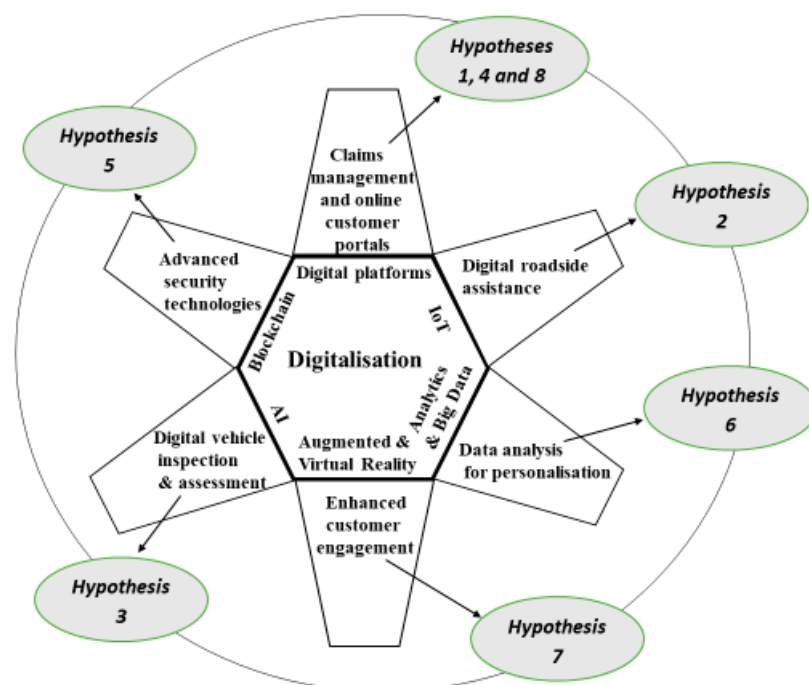 Hypotheses
1, 4 and 8
Hypothesis
5
Claims
management
and online
customer
portals
Hypothesis
2
Advanced
security
technologies
Digital roadside
assistance
Digital platforms
Blockchain
IoT
Digitalisation
Analytics
& Big Data
AI
Augmented &
Virtual Reality
Digital vehicle
inspection
& assessment
Data analysis
for personalisation
Hypothesis
6
Enhanced
customer
engagement
Hypothesis
3
Hypothesis
7